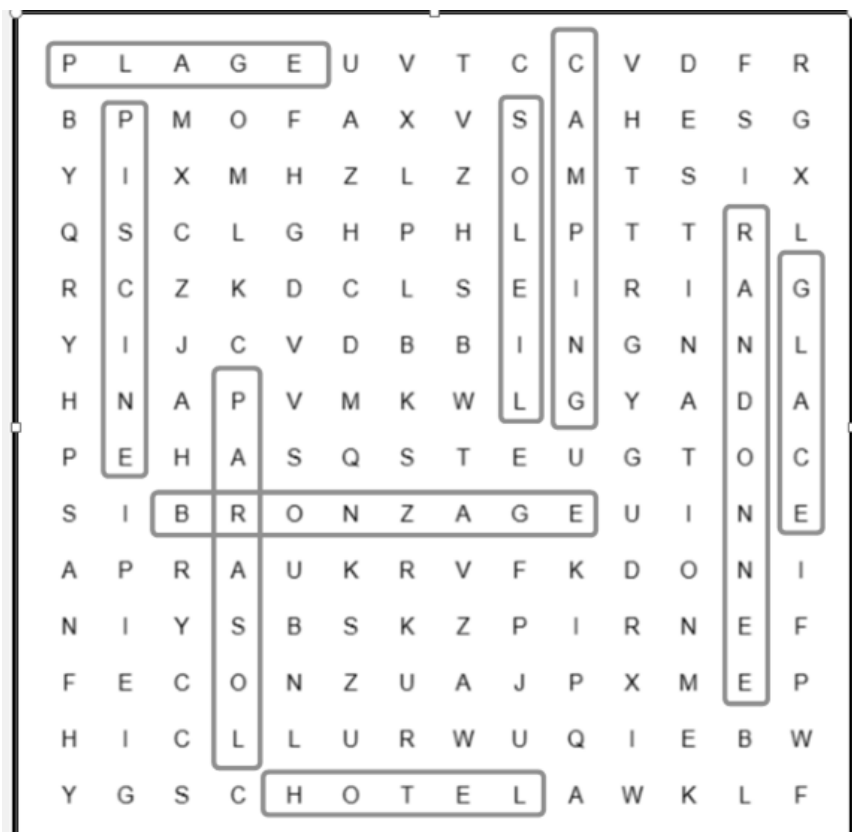 P L A G E U V T C C V D F R
B P M O F A X V S A H E S G
Y I X M H Z L Z O M T S I X
Q S C L G H P H L P T T R L
R C Z K D C L S E I R I A G
Y I J C V D B B I N G N N L
H N A P V M K W L G Y A D A
P E H A S Q S T E U G T O C
S I B R O N Z A G E U I N E
A P R A U K R V F K D O N I
N I Y S B S K Z P I R N E F
F E C O N Z U A J P X M E P
H I C L L U R W U Q I E B W
Y G S C H O T E L A W K L F